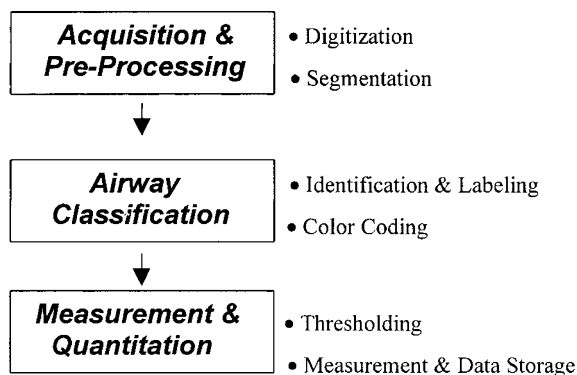 Acquisition &
Pre-Processing
• Digitization
• Segmentation
Airway
Classification
• Identification & Labeling
• Color Coding
Measurement &
Quantitation
• Thresholding
• Measurement & Data Storage